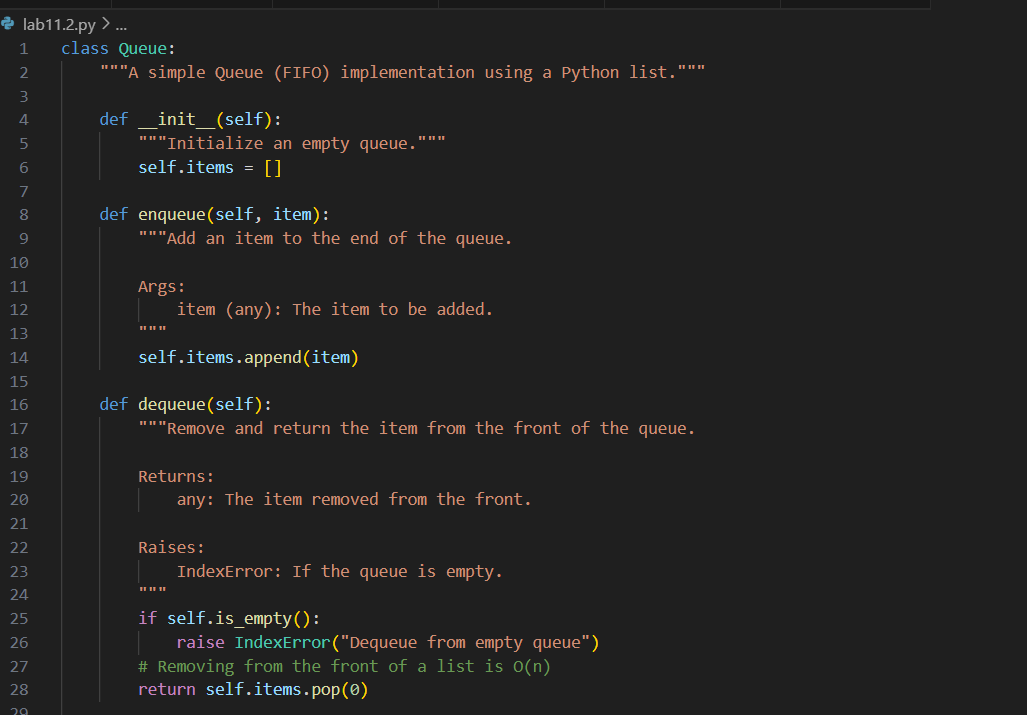 lab11.2.py > ...
1 class Queue:
2     """A simple Queue (FIFO) implementation using a Python list."""
3
4     def __init__(self):
5         """Initialize an empty queue."""
6         self.items = []
7
8     def enqueue(self, item):
9         """Add an item to the end of the queue.
10
11         Args:
12             item (any): The item to be added.
13         """
14         self.items.append(item)
15
16     def dequeue(self):
17         """Remove and return the item from the front of the queue.
18
19         Returns:
20             any: The item removed from the front.
21
22         Raises:
23             IndexError: If the queue is empty.
24         """
25         if self.is_empty():
26             raise IndexError("Dequeue from empty queue")
27         # Removing from the front of a list is O(n)
28         return self.items.pop(0)
29